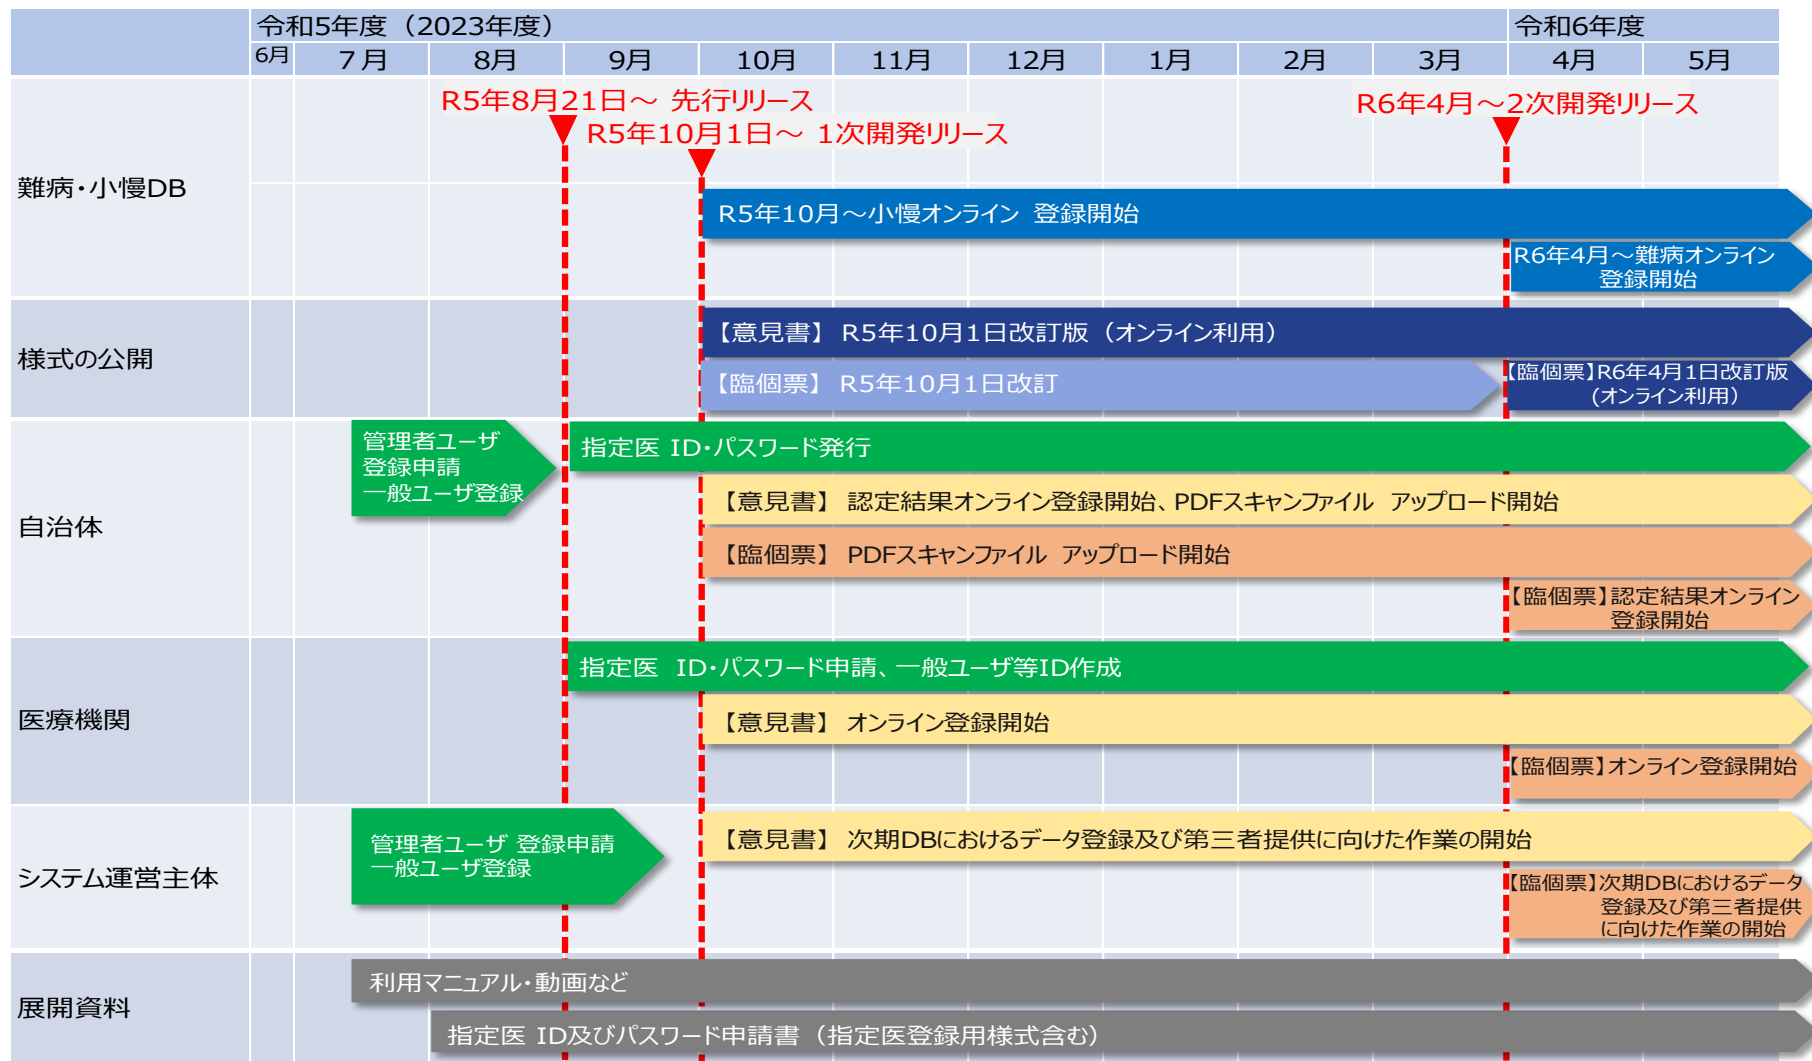 令和5年度（2023年度）
令和6年度
6月 7月 8月 9月 10月 11月 12月 1月 2月 3月 4月 5月
難病・小慢DB
R5年8月21日～ 先行リリース
R5年10月1日～ 1次開発リリース
R6年4月～2次開発リリース
R5年10月～小慢オンライン 登録開始
R6年4月～難病オンライン
登録開始
様式の公開
【意見書】 R5年10月1日改訂版（オンライン利用）
【臨個票】 R5年10月1日改訂
【臨個票】R6年4月1日改訂版
(オンライン利用）
自治体
管理者ユーザ
登録申請
一般ユーザ登録
指定医 ID・パスワード発行
【意見書】 認定結果オンライン登録開始、PDFスキャンファイル アップロード開始
【臨個票】 PDFスキャンファイル アップロード開始
【臨個票】認定結果オンライン
登録開始
医療機関
指定医 ID・パスワード申請、一般ユーザ等ID作成
【意見書】 オンライン登録開始
【臨個票】オンライン登録開始
システム運営主体
管理者ユーザ 登録申請
一般ユーザ登録
【意見書】 次期DBにおけるデータ登録及び第三者提供に向けた作業の開始
【臨個票】次期DBにおけるデータ
登録及び第三者提供
に向けた作業の開始
展開資料
利用マニュアル・動画など
指定医 ID及びパスワード申請書（指定医登録用様式含む）